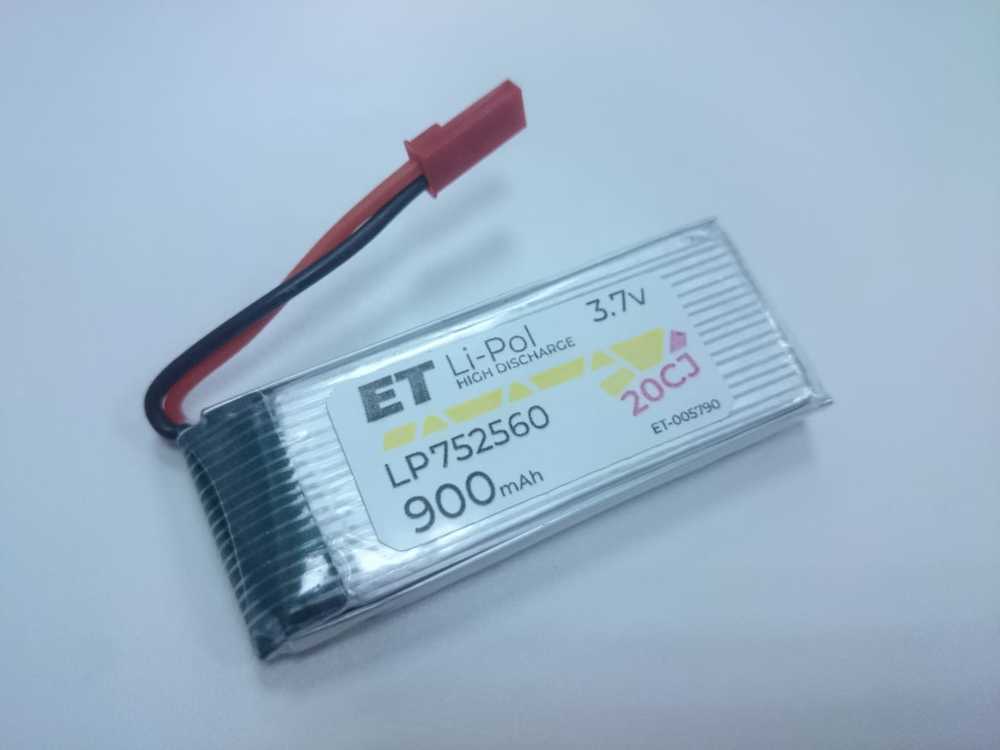 ET Li-Pol 3.7V
HIGH DISCHARGE
LP752560 20CJ
900mAh ET-005790